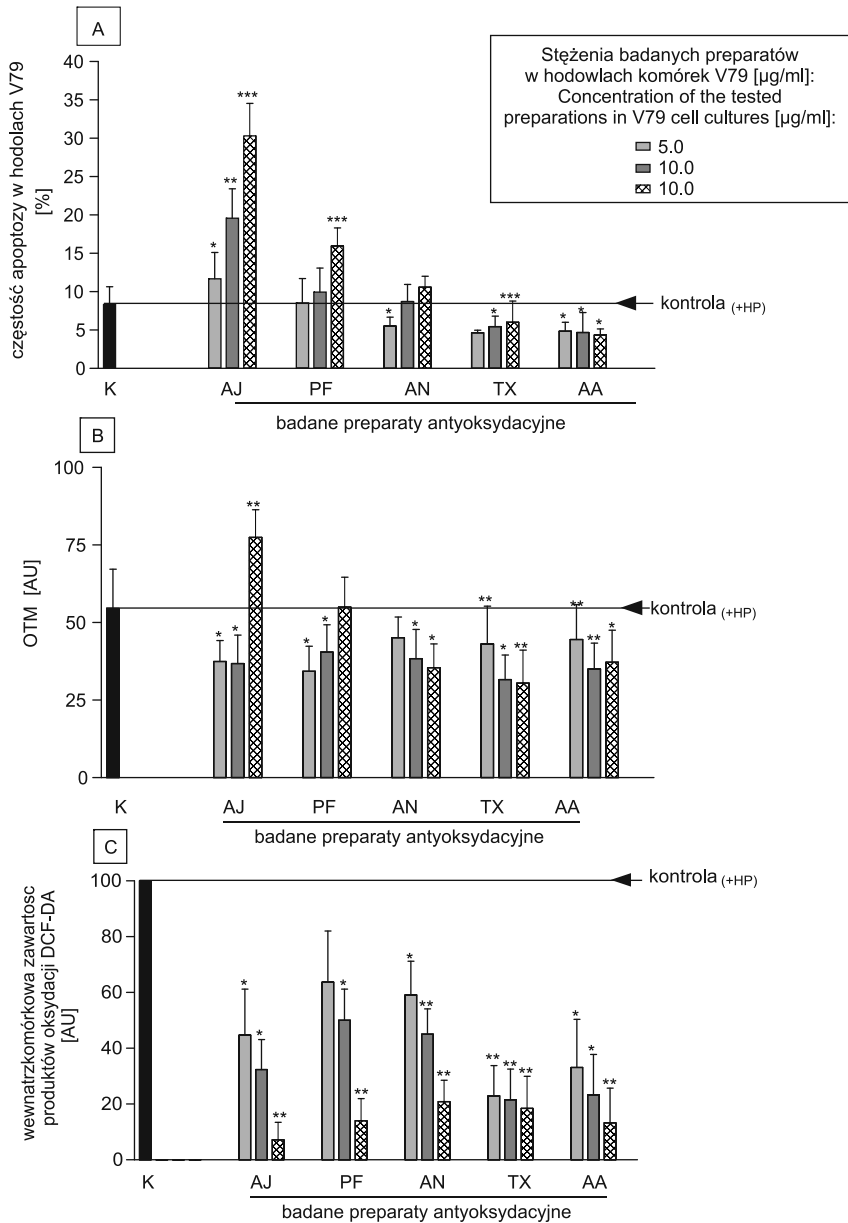 A
częstość apoptozy w hodolach V79
[%]
40
35
30
25
20
15
10
5
0
* ** ***
***
*
* ***
* * *
kontrola (+HP)
K AJ PF AN TX AA
badane preparaty antyoksydacyjne
Stężenia badanych preparatów
w hodowlach komórek V79 [µg/ml]:
Concentration of the tested
preparations in V79 cell cultures [µg/ml]:
5.0
10.0
10.0
B
OTM [AU]
100
75
50
25
0
* * **
* *
* *
** * **
** ** *
kontrola (+HP)
K AJ PF AN TX AA
badane preparaty antyoksydacyjne
C
wewnatrzkomórkowa zawartosc
produktów oksydacji DCF-DA
[AU]
100
80
60
40
20
0
* * **
* **
* ** **
** ** **
* * **
kontrola (+HP)
K AJ PF AN TX AA
badane preparaty antyoksydacyjne